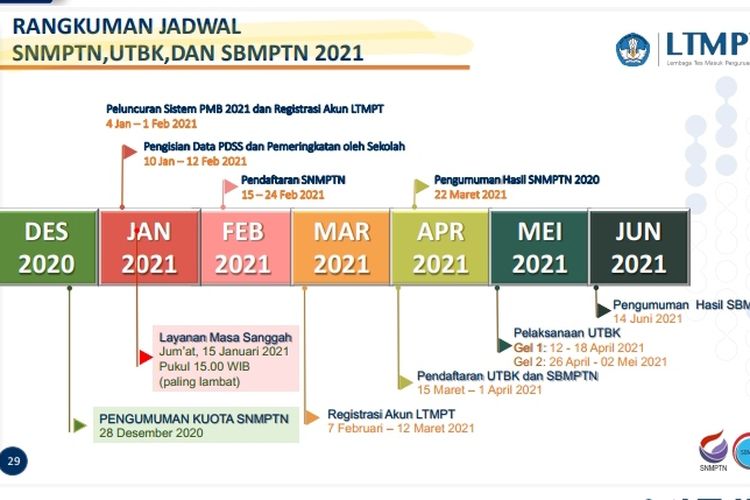 RANGKUMAN JADWAL
SNMPTN,UTBK,DAN SBMPTN 2021
LTMPT
Lembaga Tes Masuk Perguruan
Peluncuran Sistem PMB 2021 dan Registrasi Akun LTMPT
4 Jan – 1 Feb 2021
Pengisian Data PDSS dan Pemeringkatan oleh Sekolah
10 Jan – 12 Feb 2021
Pendaftaran SNMPTN
15 – 24 Feb 2021
Pengumuman Hasil SNMPTN 2020
22 Maret 2021
DES
2020
JAN
2021
FEB
2021
MAR
2021
APR
2021
MEI
2021
JUN
2021
Pengumuman Hasil SBM
14 Juni 2021
Layanan Masa Sanggah
Jum'at, 15 Januari 2021
Pukul 15.00 WIB
(paling lambat)
Pelaksanaan UTBK
Gel 1: 12 - 18 April 2021
Gel 2: 26 April - 02 Mei 2021
Pendaftaran UTBK dan SBMPTN
15 Maret – 1 April 2021
PENGUMUMAN KUOTA SNMPTN
28 Desember 2020
Registrasi Akun LTMPT
7 Februari – 12 Maret 2021
29
SNMPTN